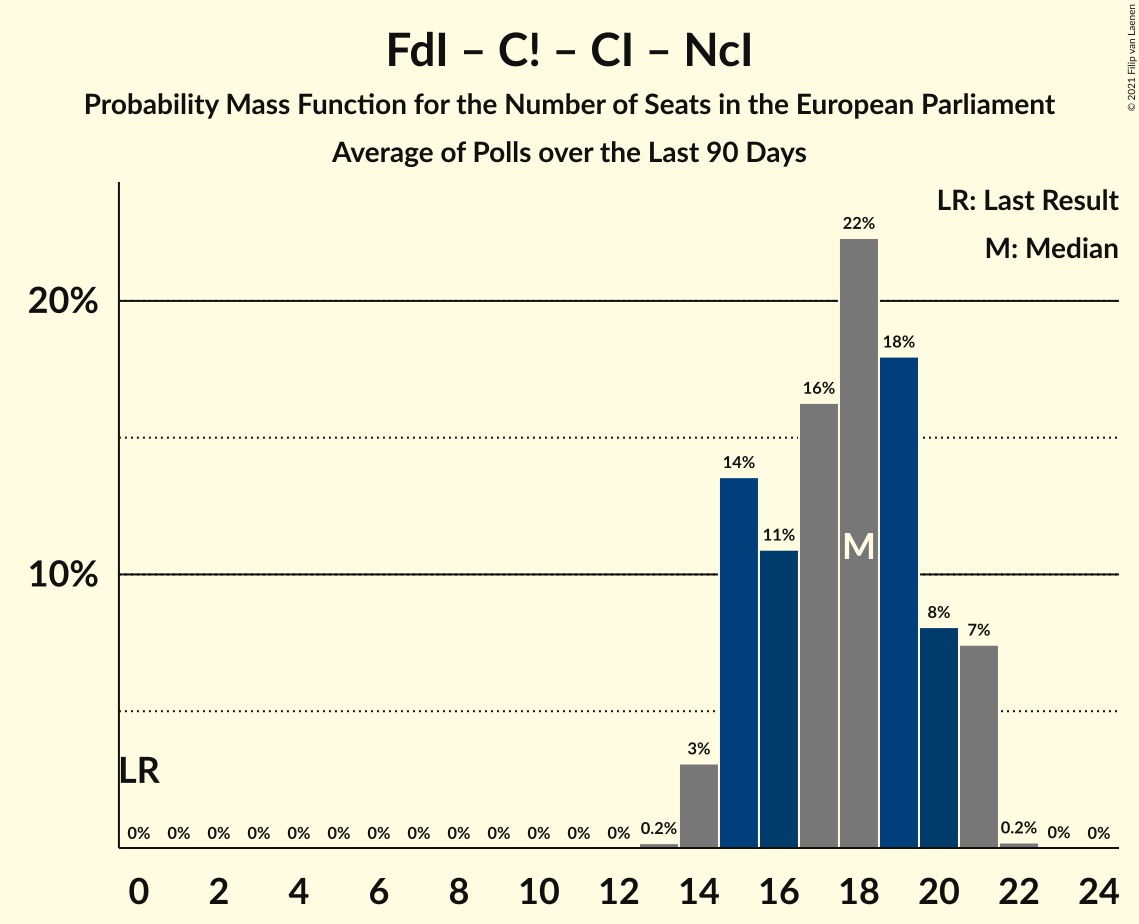 FdI – C! – CI – NcI
Probability Mass Function for the Number of Seats in the European Parliament
Average of Polls over the Last 90 Days
© 2021 Filip van Laenen
LR: Last Result
M: Median
22%
20%
18%
16%
14%
11%
M
10%
8%
7%
3%
LR
0% 0% 0% 0% 0% 0% 0% 0% 0% 0% 0% 0% 0% 0.2% 0.2% 0% 0%
0 2 4 6 8 10 12 14 16 18 20 22 24